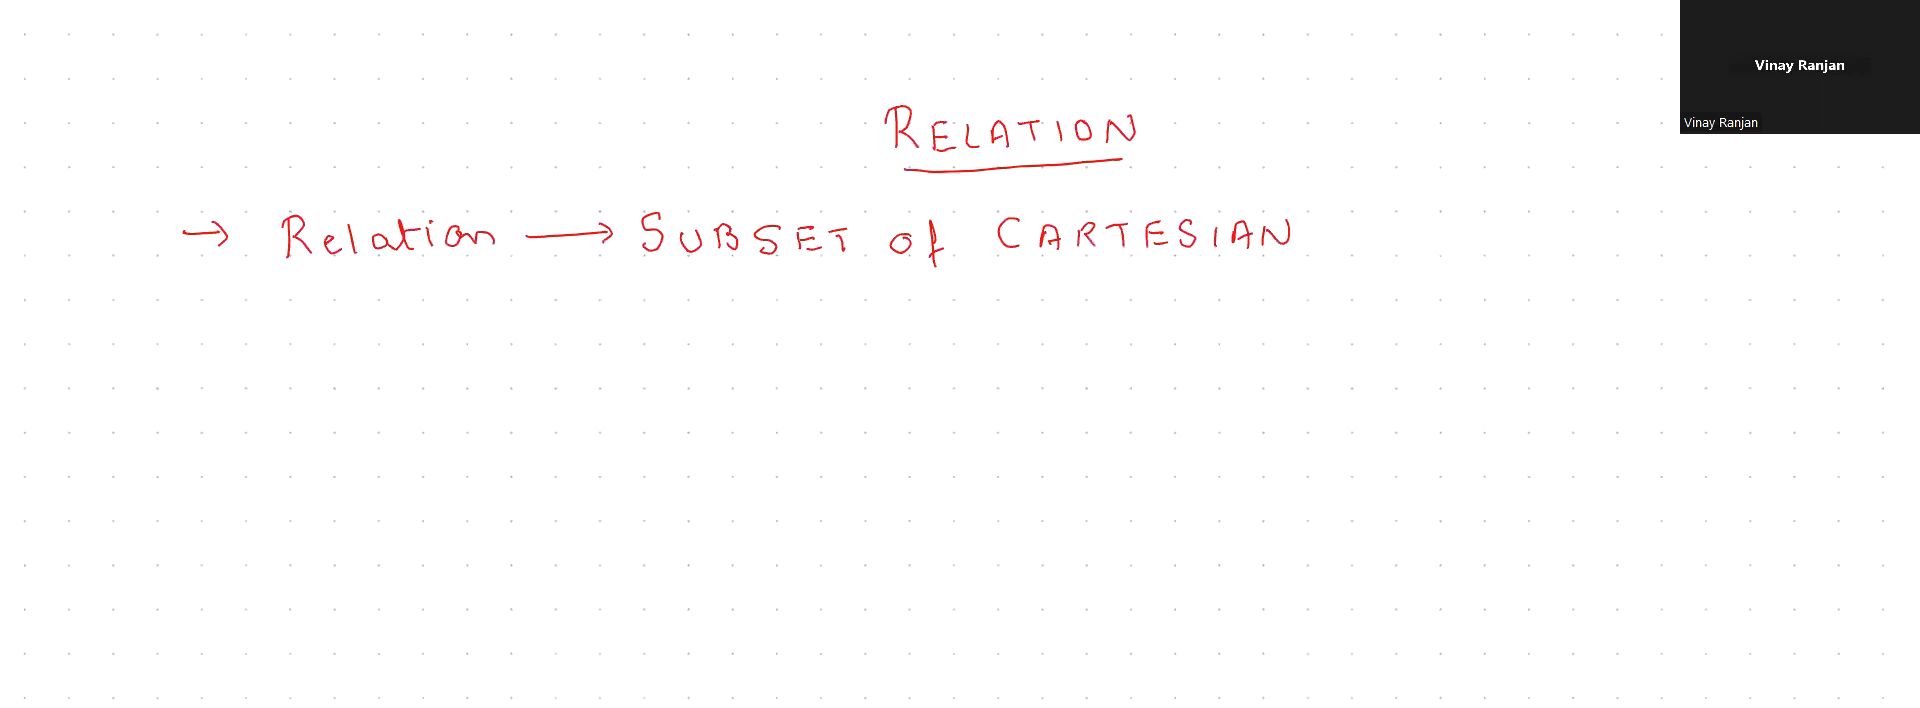 Vinay Ranjan
Vinay Ranjan
RELATION
→ Relation → SUBSET of CARTESIAN